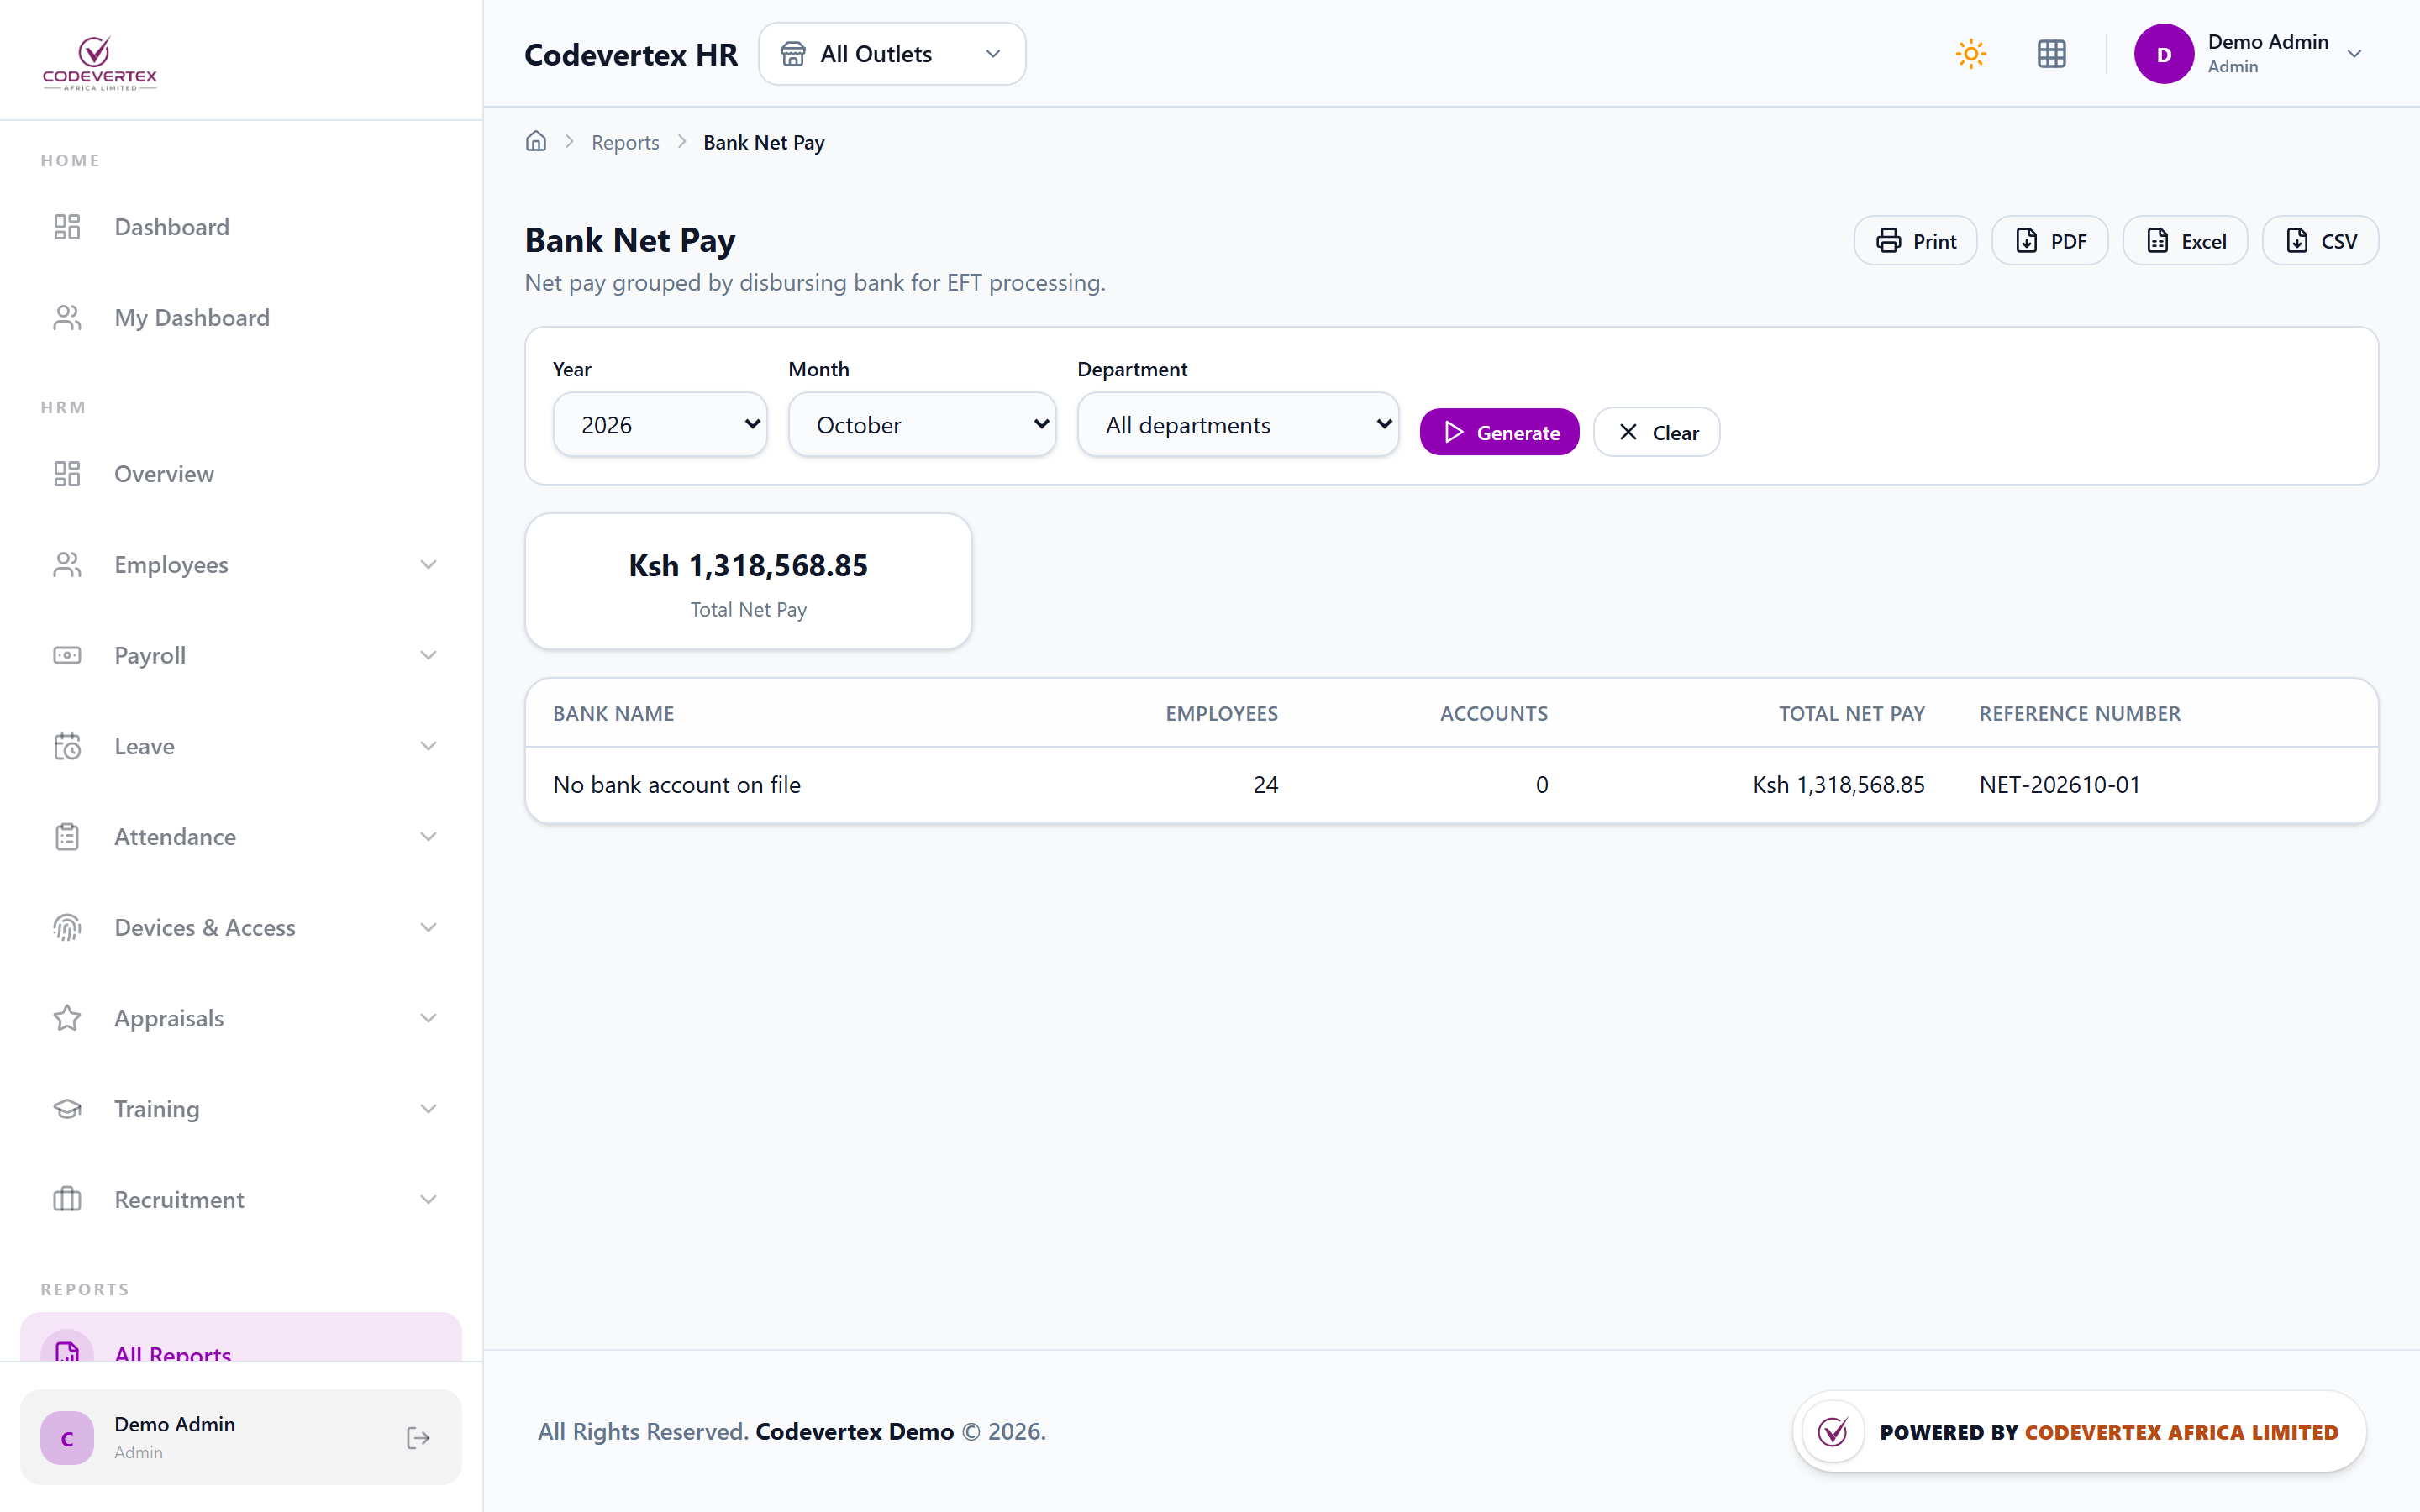 CODEVERTEX
AFRICA LIMITED
Codevertex HR
All Outlets
D
Demo Admin
Admin
HOME
Dashboard
My Dashboard
HRM
Overview
Employees
Payroll
Leave
Attendance
Devices & Access
Appraisals
Training
Recruitment
REPORTS
All Reports
C
Demo Admin
Admin
Reports
Bank Net Pay
Bank Net Pay
Net pay grouped by disbursing bank for EFT processing.
Print
PDF
Excel
CSV
Year
Month
Department
2026
October
All departments
Generate
Clear
Ksh 1,318,568.85
Total Net Pay
BANK NAME EMPLOYEES ACCOUNTS TOTAL NET PAY REFERENCE NUMBER
No bank account on file 24 0 Ksh 1,318,568.85 NET-202610-01
All Rights Reserved. Codevertex Demo © 2026.
POWERED BY CODEVERTEX AFRICA LIMITED